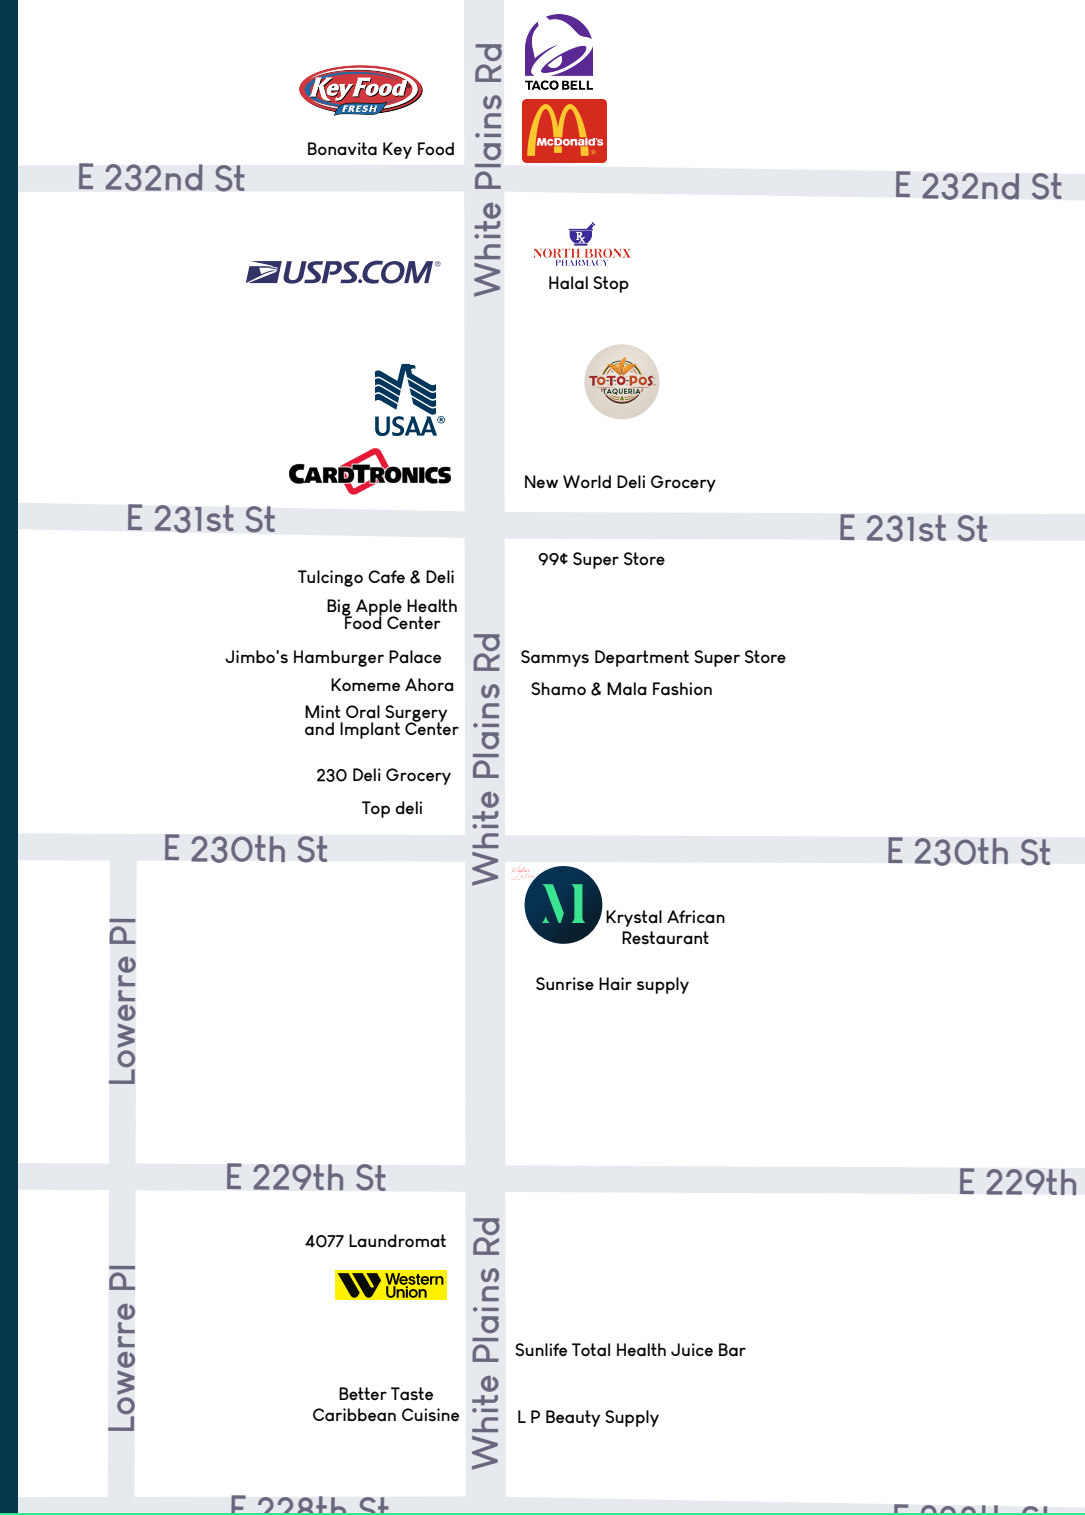 TACO BELL
KeyFood
FRESH
McDonald's
Bonavita Key Food
White Plains Rd
E 232nd St
E 232nd St
NORTH BRONX
PHARMACY
Rx
USPS.COM®
Halal Stop
TO•T•O•POS
TAQUERIA
USAA®
CARDTRONICS
New World Deli Grocery
E 231st St
E 231st St
99¢ Super Store
Tulcingo Cafe & Deli
Big Apple Health
Food Center
Jimbo's Hamburger Palace
Sammys Department Super Store
Komeme Ahora
Shamo & Mala Fashion
Mint Oral Surgery
and Implant Center
White Plains Rd
230 Deli Grocery
Top deli
E 230th St
E 230th St
M
Krystal African
Restaurant
Lowerre Pl
Sunrise Hair supply
E 229th St
E 229th
4077 Laundromat
Western
Union
White Plains Rd
Lowerre Pl
Sunlife Total Health Juice Bar
Better Taste
Caribbean Cuisine
L P Beauty Supply
E 228th St